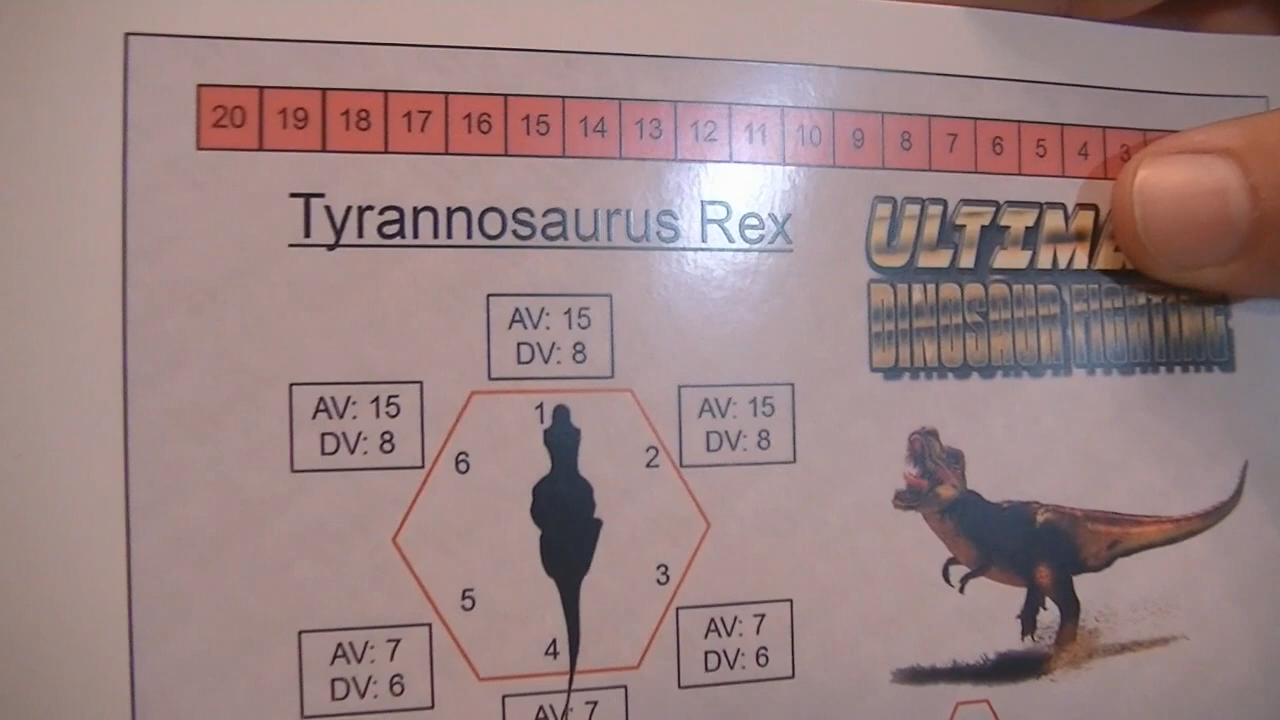 20 19 18 17 16 15 14 13 12 11 10 9 8 7 6 5 4 3
Tyrannosaurus Rex
DINOSAUR FIGHTING
AV: 15
DV: 8
AV: 15
DV: 8
AV: 15
DV: 8
1
6
2
5
3
4
AV: 7
DV: 6
AV: 7
DV: 6
AV: 7